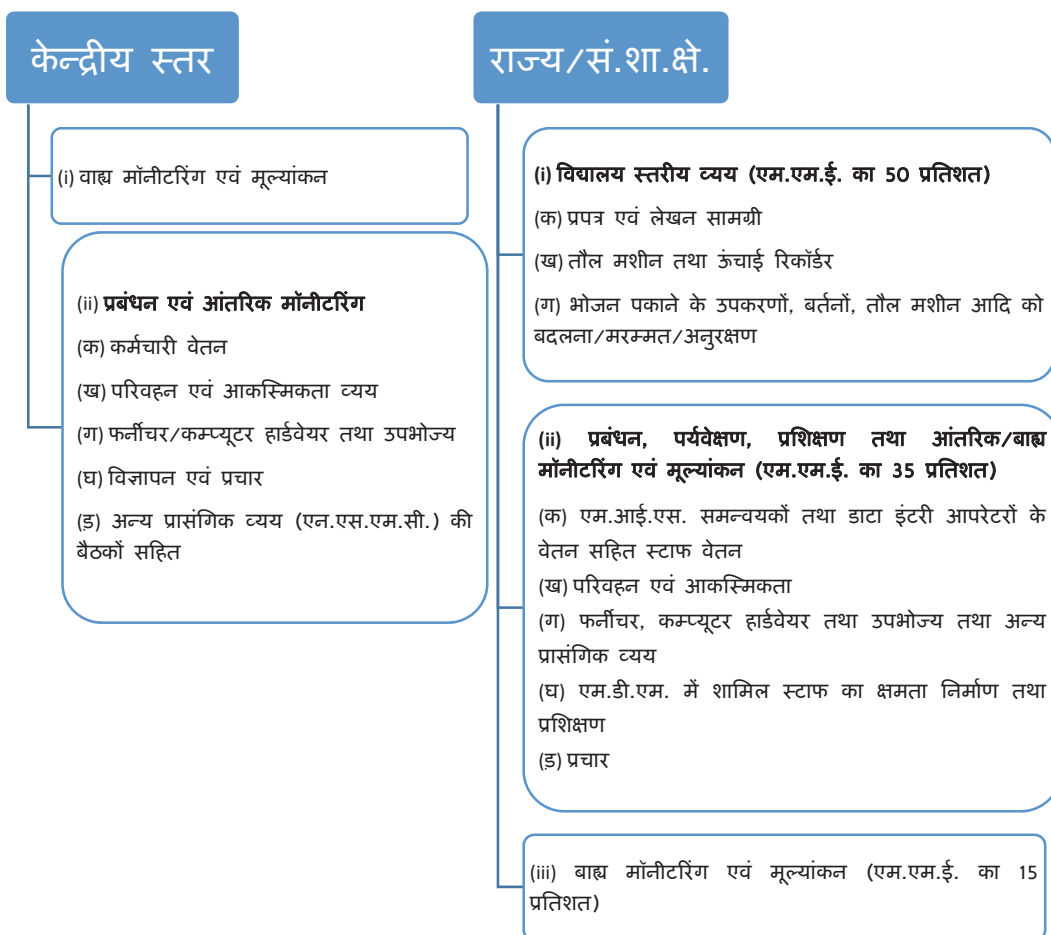 केन्द्रीय स्तर
(i) वाह्य मॉनीटरिंग एवं मूल्यांकन
(ii) प्रबंधन एवं आंतरिक मॉनीटरिंग
(क) कर्मचारी वेतन
(ख) परिवहन एवं आकस्मिकता व्यय
(ग) फर्नीचर/कम्प्यूटर हार्डवेयर तथा उपभोज्य
(घ) विज्ञापन एवं प्रचार
(ड़) अन्य प्रासंगिक व्यय (एन.एस.एम.सी.) की
बैठकों सहित
राज्य/सं.शा.क्षे.
(i) विद्यालय स्तरीय व्यय (एम.एम.ई. का 50 प्रतिशत)
(क) प्रपत्र एवं लेखन सामग्री
(ख) तौल मशीन तथा ऊंचाई रिकॉर्डर
(ग) भोजन पकाने के उपकरणों, बर्तनों, तौल मशीन आदि को
बदलना/मरम्मत/अनुरक्षण
(ii) प्रबंधन, पर्यवेक्षण, प्रशिक्षण तथा आंतरिक/बाह्य
मॉनीटरिंग एवं मूल्यांकन (एम.एम.ई. का 35 प्रतिशत)
(क) एम.आई.एस. समन्वयकों तथा डाटा इंटरी आपरेटरों के
वेतन सहित स्टाफ वेतन
(ख) परिवहन एवं आकस्मिकता
(ग) फर्नीचर, कम्प्यूटर हार्डवेयर तथा उपभोज्य तथा अन्य
प्रासंगिक व्यय
(घ) एम.डी.एम. में शामिल स्टाफ का क्षमता निर्माण तथा
प्रशिक्षण
(ड़) प्रचार
(iii) बाह्य मॉनीटरिंग एवं मूल्यांकन (एम.एम.ई. का 15
प्रतिशत)